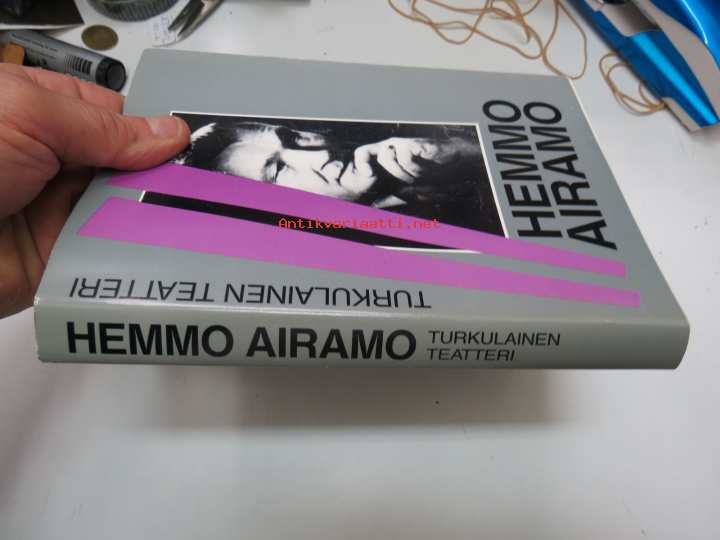 HEMMO
AIRAMO
Antikvariaatti.net
TURKULAINEN TEATTERI
HEMMO AIRAMO
TURKULAINEN
TEATTERI